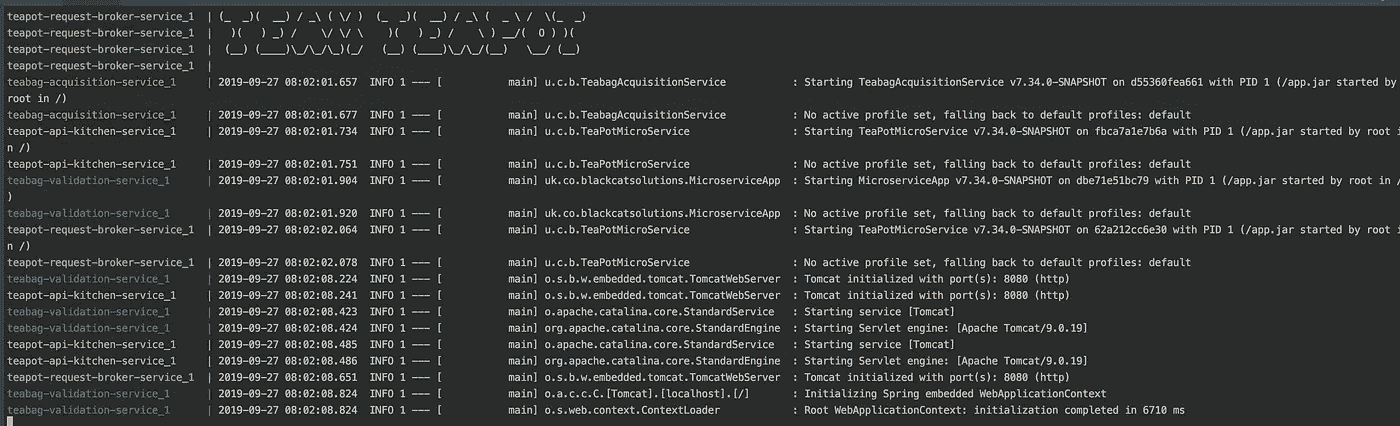 teapot-request-broker-service_1  | (_  _)(  __) / _\ ( \/ )  (_  _)(  __) / _\ (  _ \ /  \(_  _)
teapot-request-broker-service_1  |   )(   ) _) /    \/ \/ \    )(   ) _) /    \ ) __/(  O ) )(
teapot-request-broker-service_1  |  (__) (____)\_/\_/\_)(_/   (__) (____)\_/\_/(__)   \__/ (__)
teapot-request-broker-service_1  |
teabag-acquisition-service_1     | 2019-09-27 08:02:01.657  INFO 1 --- [           main] u.c.b.TeabagAcquisitionService           : Starting TeabagAcquisitionService v7.34.0-SNAPSHOT on d55360fea661 with PID 1 (/app.jar started by
root in /)
teabag-acquisition-service_1     | 2019-09-27 08:02:01.677  INFO 1 --- [           main] u.c.b.TeabagAcquisitionService           : No active profile set, falling back to default profiles: default
teapot-api-kitchen-service_1     | 2019-09-27 08:02:01.734  INFO 1 --- [           main] u.c.b.TeaPotMicroService                 : Starting TeaPotMicroService v7.34.0-SNAPSHOT on fbca7a1e7b6a with PID 1 (/app.jar started by root i
n /)
teapot-api-kitchen-service_1     | 2019-09-27 08:02:01.751  INFO 1 --- [           main] u.c.b.TeaPotMicroService                 : No active profile set, falling back to default profiles: default
teabag-validation-service_1      | 2019-09-27 08:02:01.904  INFO 1 --- [           main] uk.co.blackcatsolutions.MicroserviceApp  : Starting MicroserviceApp v7.34.0-SNAPSHOT on dbe71e51bc79 with PID 1 (/app.jar started by root in /
)
teabag-validation-service_1      | 2019-09-27 08:02:01.920  INFO 1 --- [           main] uk.co.blackcatsolutions.MicroserviceApp  : No active profile set, falling back to default profiles: default
teapot-request-broker-service_1  | 2019-09-27 08:02:02.064  INFO 1 --- [           main] u.c.b.TeaPotMicroService                 : Starting TeaPotMicroService v7.34.0-SNAPSHOT on 62a212cc6e30 with PID 1 (/app.jar started by root i
n /)
teapot-request-broker-service_1  | 2019-09-27 08:02:02.078  INFO 1 --- [           main] u.c.b.TeaPotMicroService                 : No active profile set, falling back to default profiles: default
teabag-validation-service_1      | 2019-09-27 08:02:08.224  INFO 1 --- [           main] o.s.b.w.embedded.tomcat.TomcatWebServer  : Tomcat initialized with port(s): 8080 (http)
teapot-api-kitchen-service_1     | 2019-09-27 08:02:08.241  INFO 1 --- [           main] o.s.b.w.embedded.tomcat.TomcatWebServer  : Tomcat initialized with port(s): 8080 (http)
teabag-validation-service_1      | 2019-09-27 08:02:08.423  INFO 1 --- [           main] o.apache.catalina.core.StandardService   : Starting service [Tomcat]
teabag-validation-service_1      | 2019-09-27 08:02:08.424  INFO 1 --- [           main] org.apache.catalina.core.StandardEngine  : Starting Servlet engine: [Apache Tomcat/9.0.19]
teapot-api-kitchen-service_1     | 2019-09-27 08:02:08.485  INFO 1 --- [           main] o.apache.catalina.core.StandardService   : Starting service [Tomcat]
teapot-api-kitchen-service_1     | 2019-09-27 08:02:08.486  INFO 1 --- [           main] org.apache.catalina.core.StandardEngine  : Starting Servlet engine: [Apache Tomcat/9.0.19]
teapot-request-broker-service_1  | 2019-09-27 08:02:08.651  INFO 1 --- [           main] o.s.b.w.embedded.tomcat.TomcatWebServer  : Tomcat initialized with port(s): 8080 (http)
teabag-validation-service_1      | 2019-09-27 08:02:08.824  INFO 1 --- [           main] o.a.c.c.C.[Tomcat].[localhost].[/]       : Initializing Spring embedded WebApplicationContext
teabag-validation-service_1      | 2019-09-27 08:02:08.824  INFO 1 --- [           main] o.s.web.context.ContextLoader            : Root WebApplicationContext: initialization completed in 6710 ms